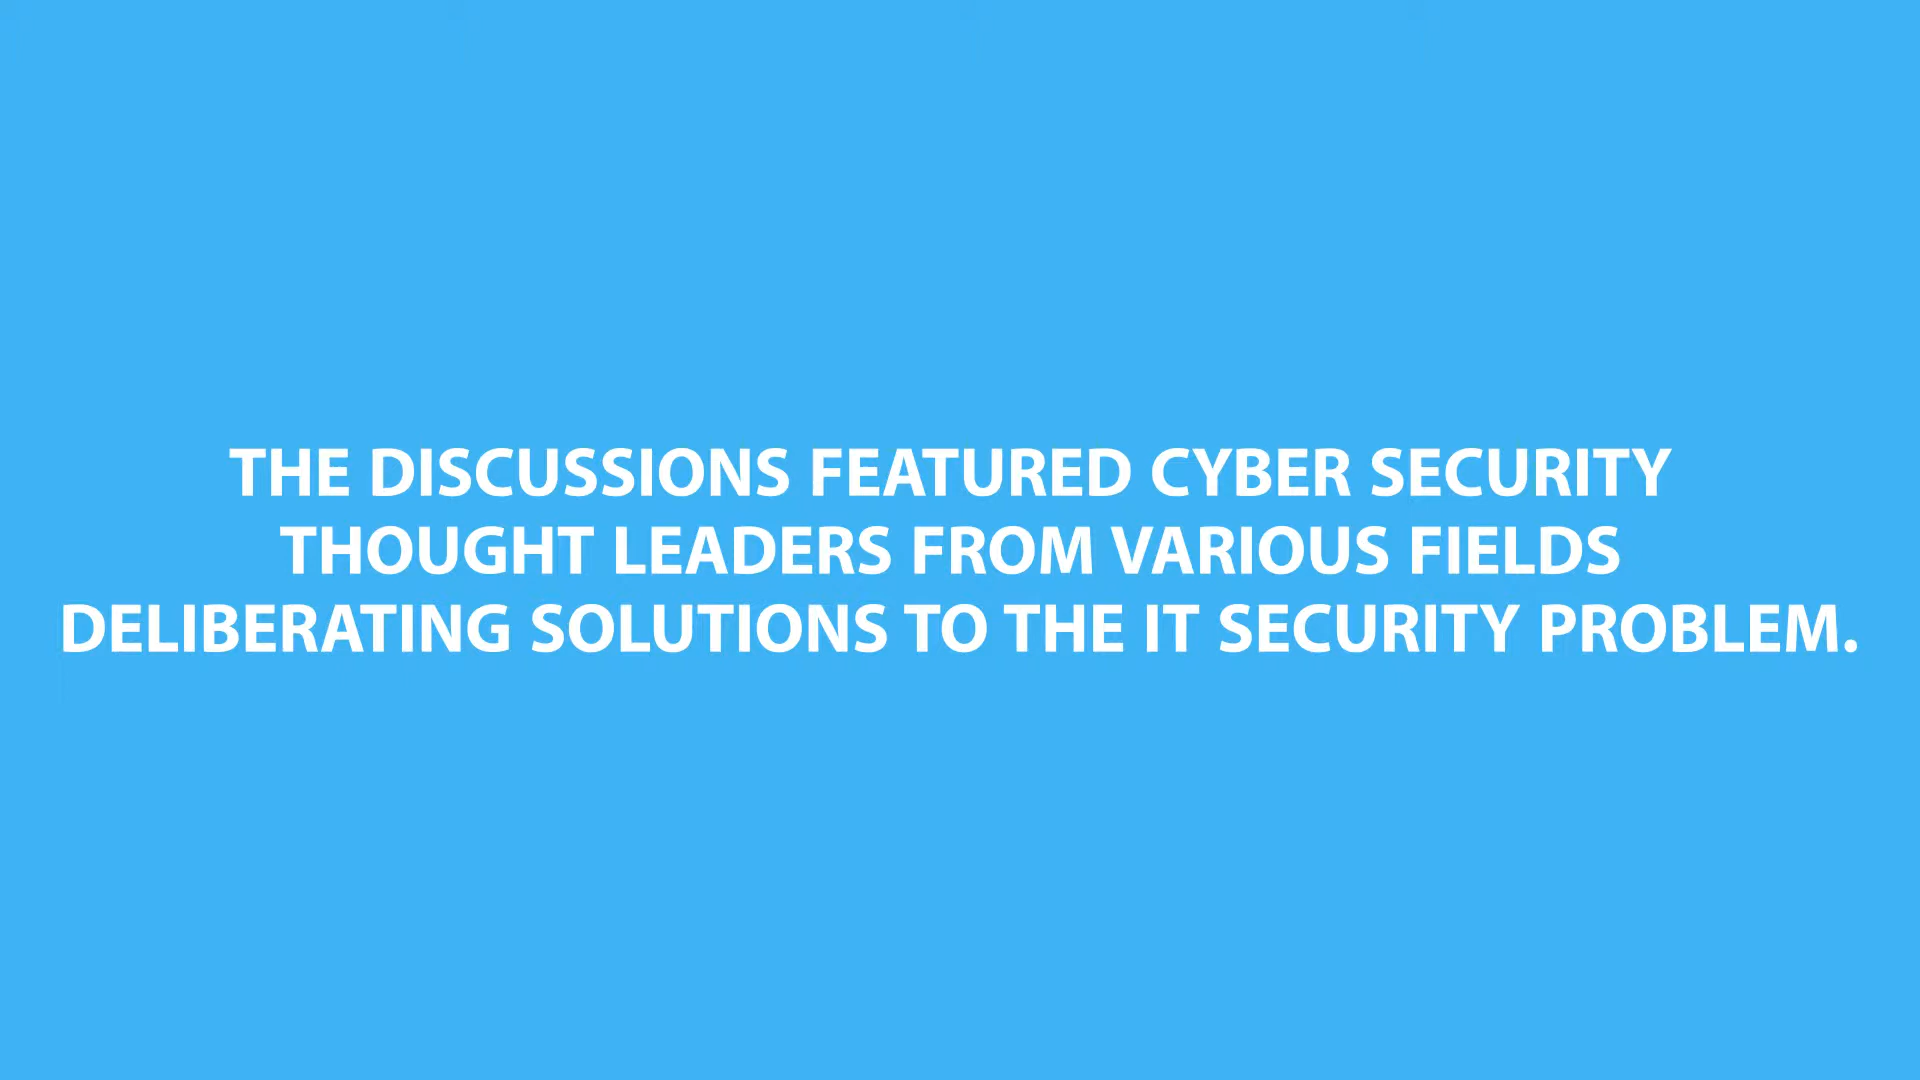 THE DISCUSSIONS FEATURED CYBER SECURITY
THOUGHT LEADERS FROM VARIOUS FIELDS
DELIBERATING SOLUTIONS TO THE IT SECURITY PROBLEM.